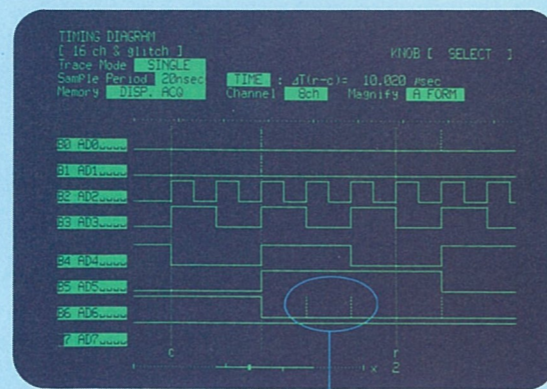 TIMING DIAGRAM
[ 16 ch & glitch ] KNOB [ SELECT ]
Trace Mode SINGLE
Sample Period 20nsec TIME : ΔT(r-c)= 10.020 µsec
Memory DISP. ACQ Channel 8ch Magnify A FORM
B0 AD0
B1 AD1
B2 AD2
B3 AD3
B4 AD4
B5 AD5
B6 AD6
7 AD7
c r
x 2